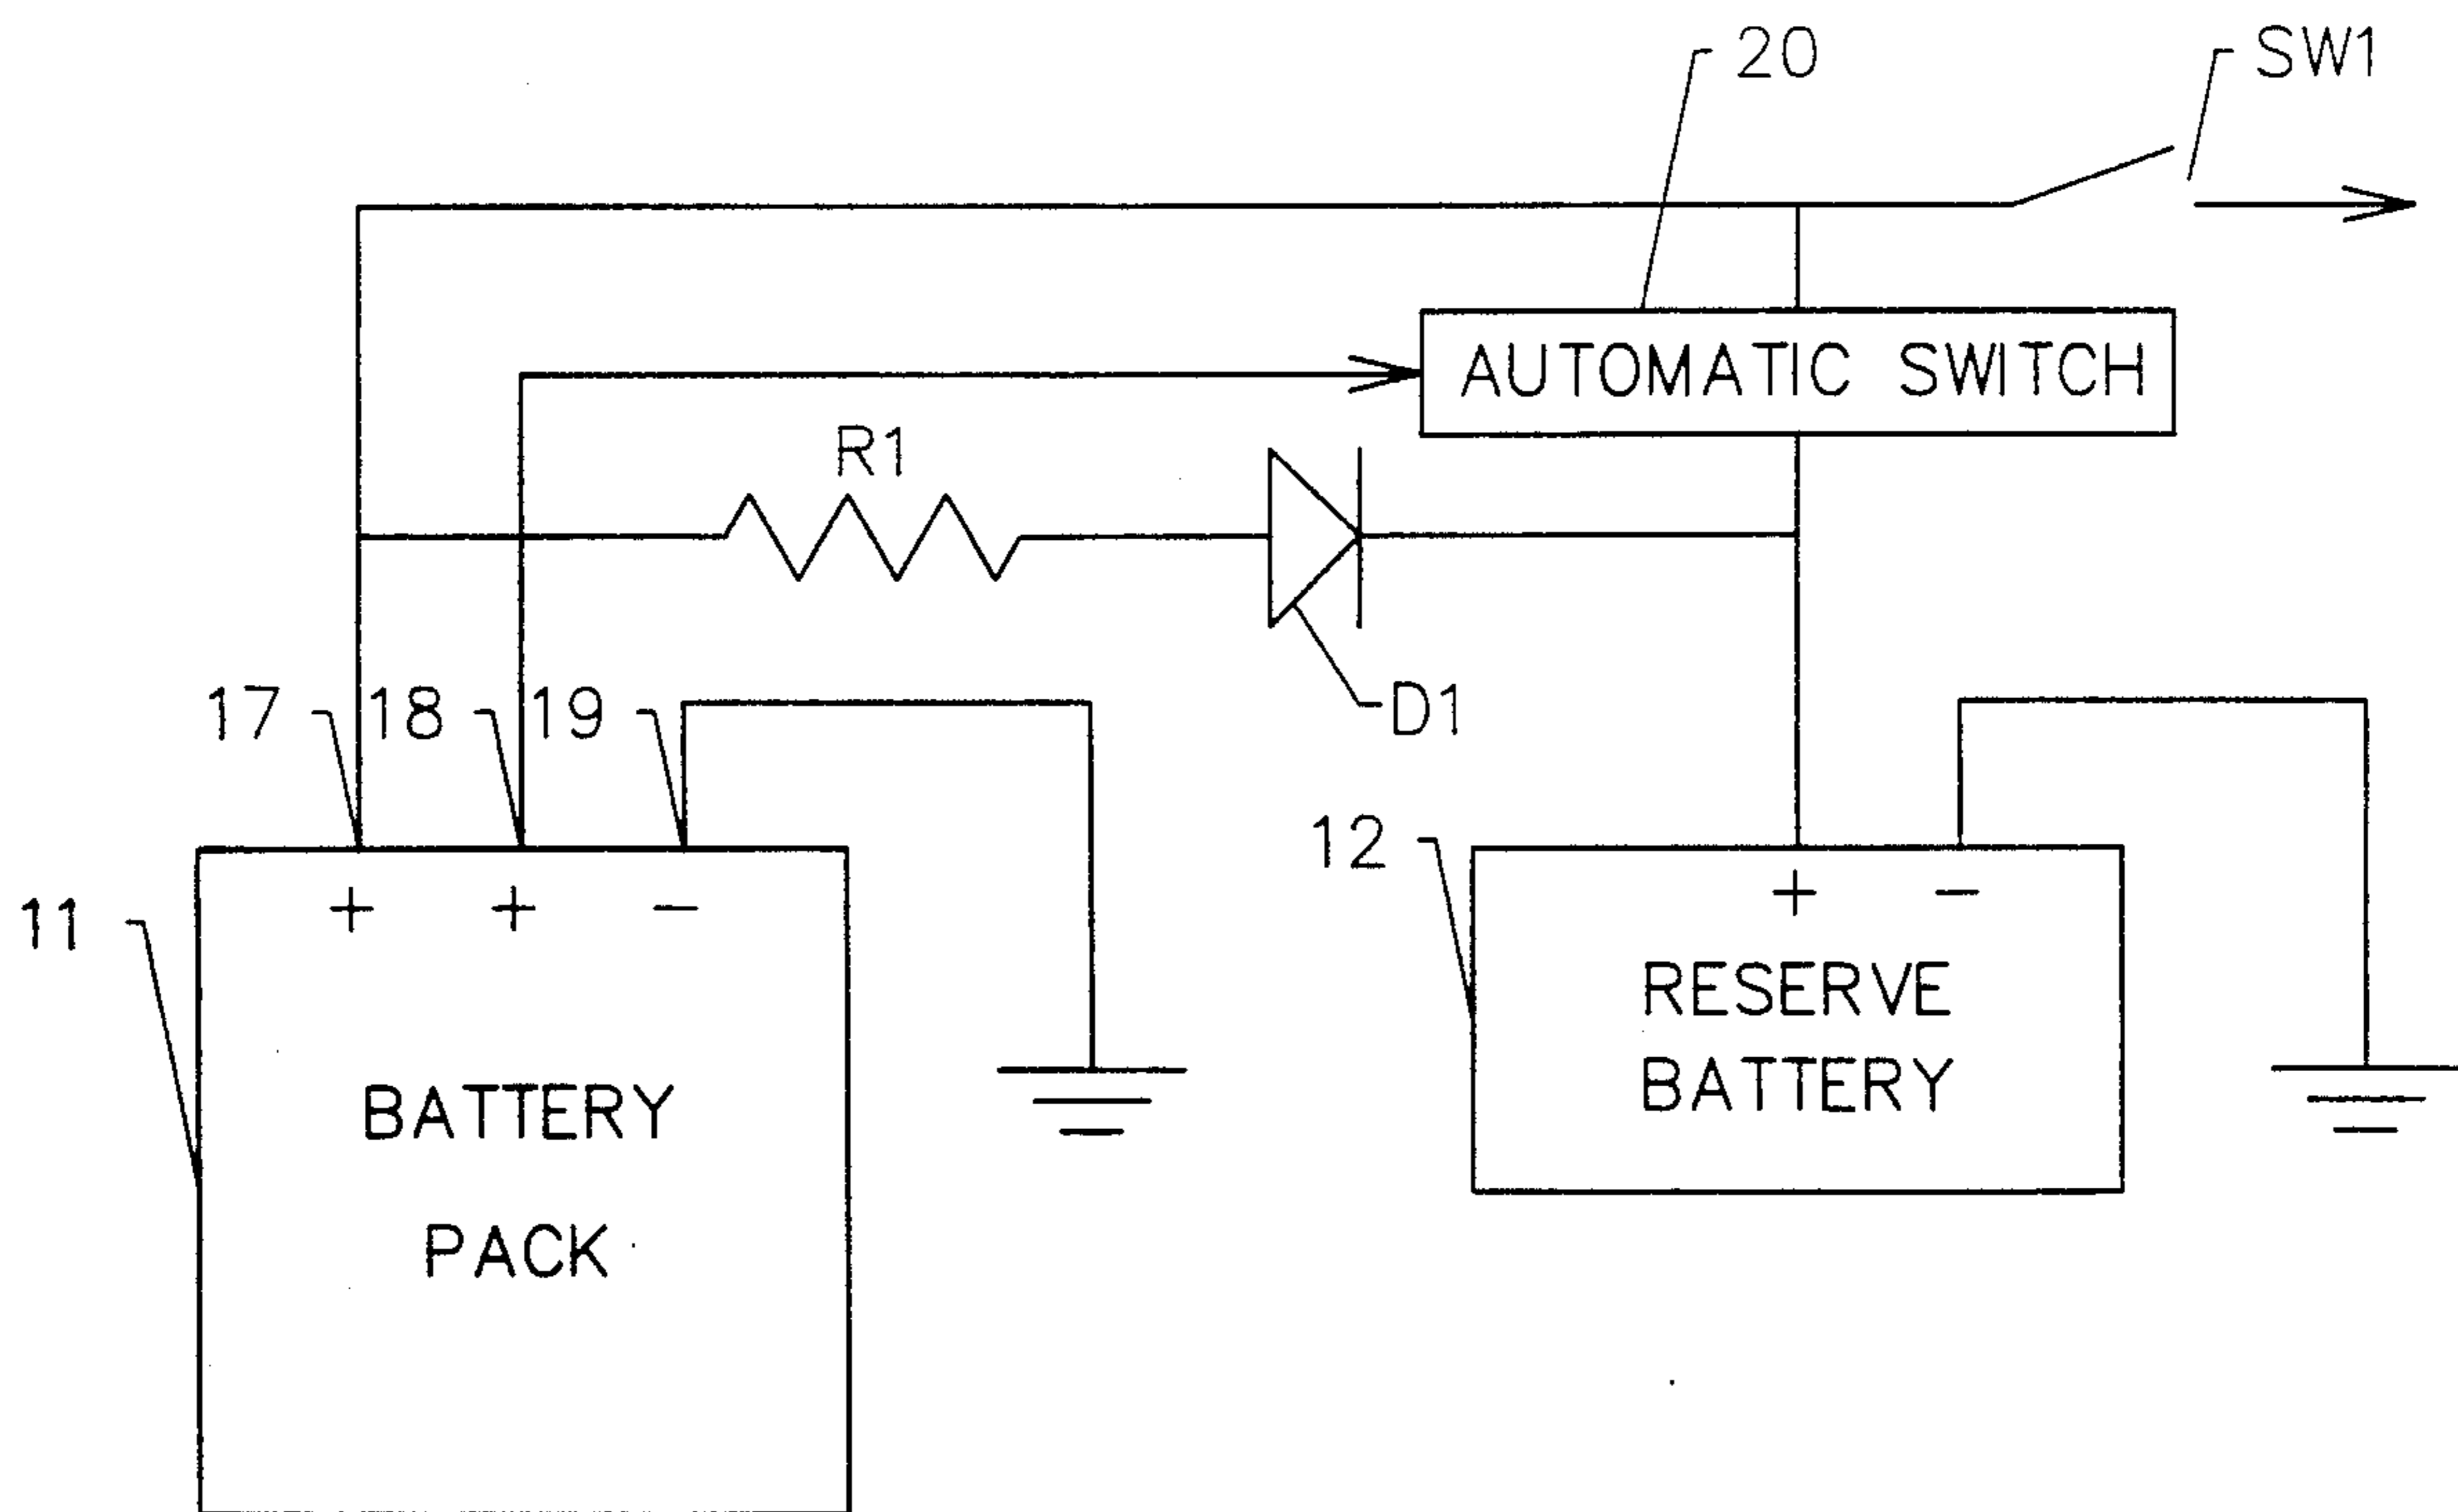 20
SW1
AUTOMATIC SWITCH
R1
17
18
19
D1
12
11
+ + -
+ -
BATTERY
PACK
RESERVE
BATTERY